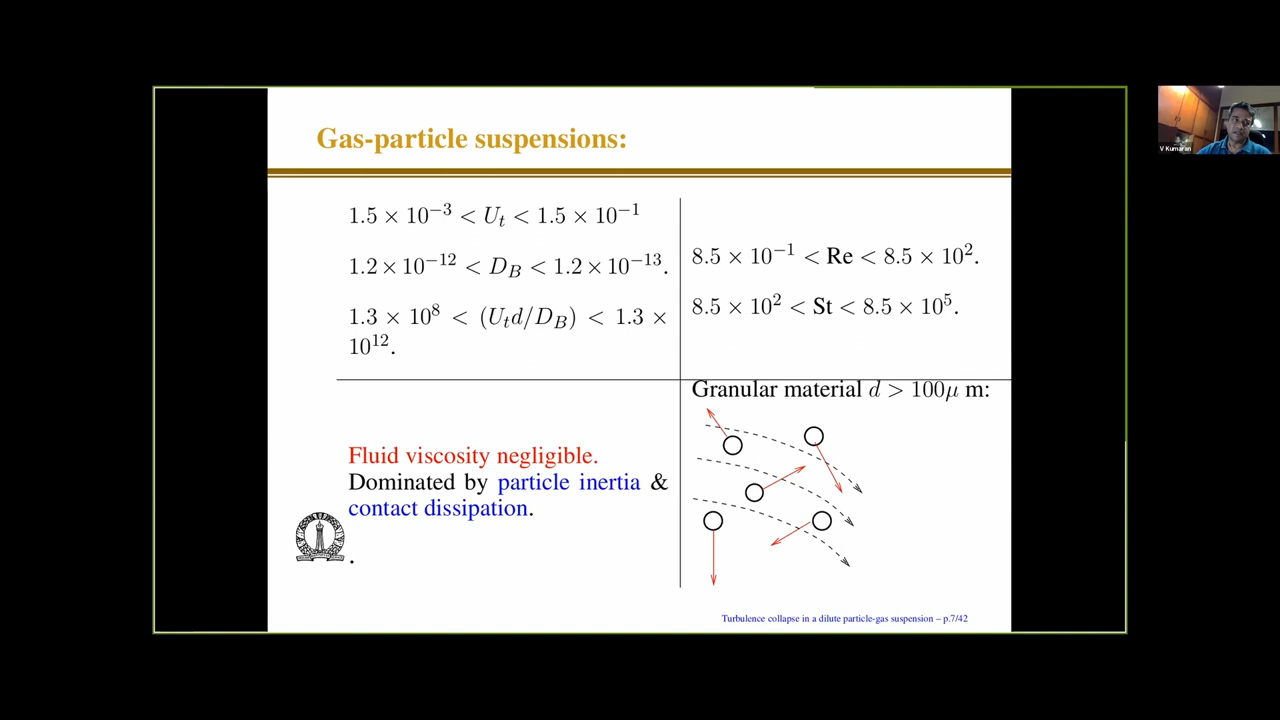 Gas-particle suspensions:
1.5 × 10⁻³ < Uₜ < 1.5 × 10⁻¹
1.2 × 10⁻¹² < D_B < 1.2 × 10⁻¹³.
1.3 × 10⁸ < (Uₜd/D_B) < 1.3 ×
10¹².
8.5 × 10⁻¹ < Re < 8.5 × 10².
8.5 × 10² < St < 8.5 × 10⁵.
Fluid viscosity negligible.
Dominated by particle inertia &
contact dissipation.
.
Granular material d > 100μ m:
Turbulence collapse in a dilute particle-gas suspension – p.7/42
V Kumaran